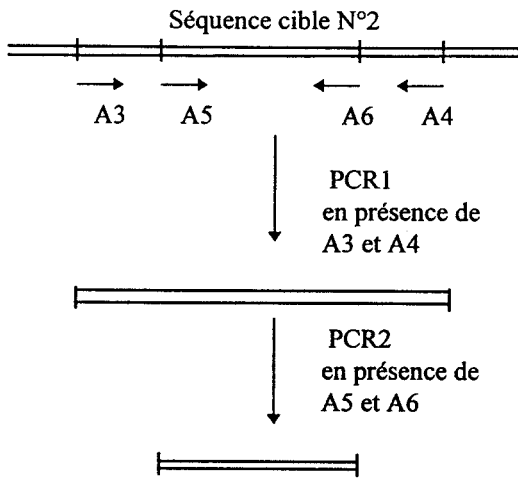 Séquence cible N°2
A3 A5 A6 A4
PCR1
en présence de
A3 et A4
PCR2
en présence de
A5 et A6